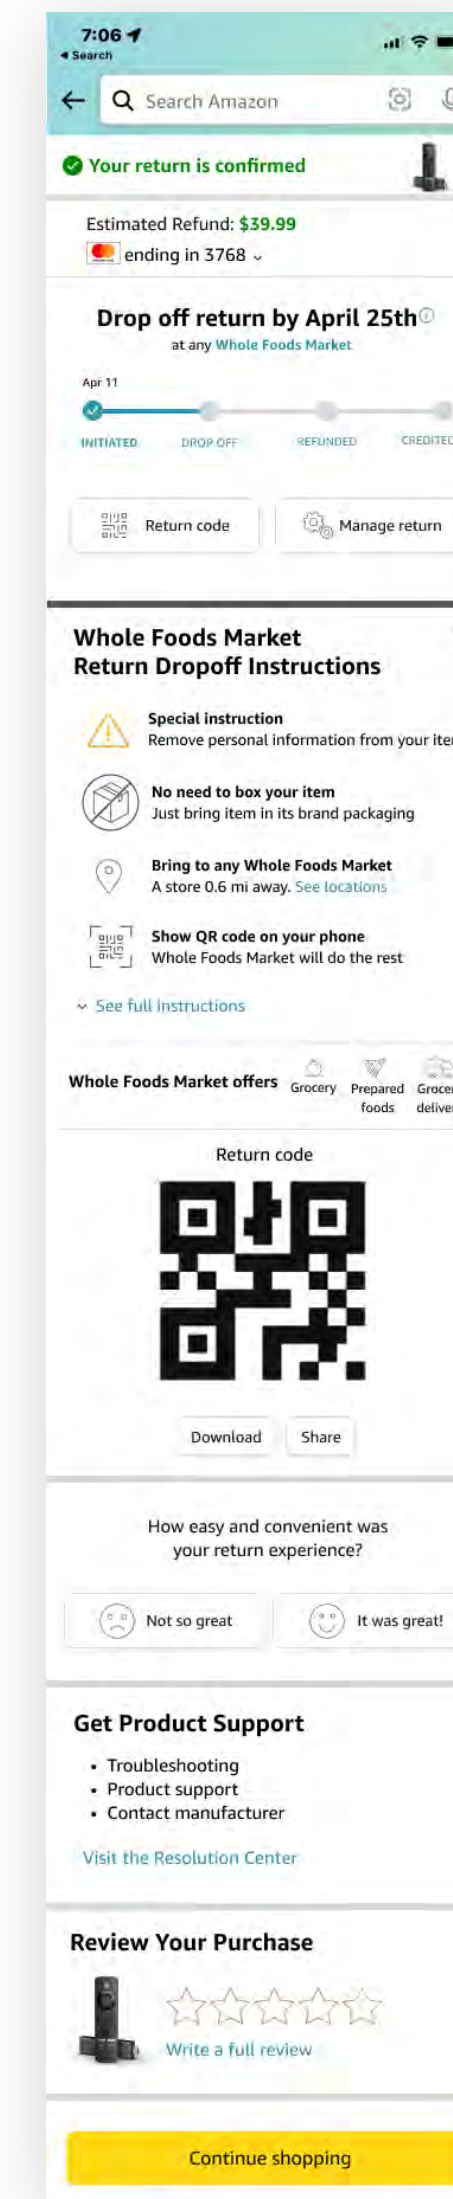 7:06
Search
Search Amazon
Your return is confirmed
Estimated Refund: $39.99
ending in 3768
Drop off return by April 25th
at any Whole Foods Market
Apr 11
INITIATED DROP OFF REFUNDED CREDITED
Return code Manage return
Whole Foods Market
Return Dropoff Instructions
Special instruction
Remove personal information from your iter
No need to box your item
Just bring item in its brand packaging
Bring to any Whole Foods Market
A store 0.6 mi away. See locations
Show QR code on your phone
Whole Foods Market will do the rest
See full instructions
Whole Foods Market offers Grocery Prepared foods Grocer deliver
Return code
Download Share
How easy and convenient was
your return experience?
Not so great It was great!
Get Product Support
• Troubleshooting
• Product support
• Contact manufacturer
Visit the Resolution Center
Review Your Purchase
Write a full review
Continue shopping